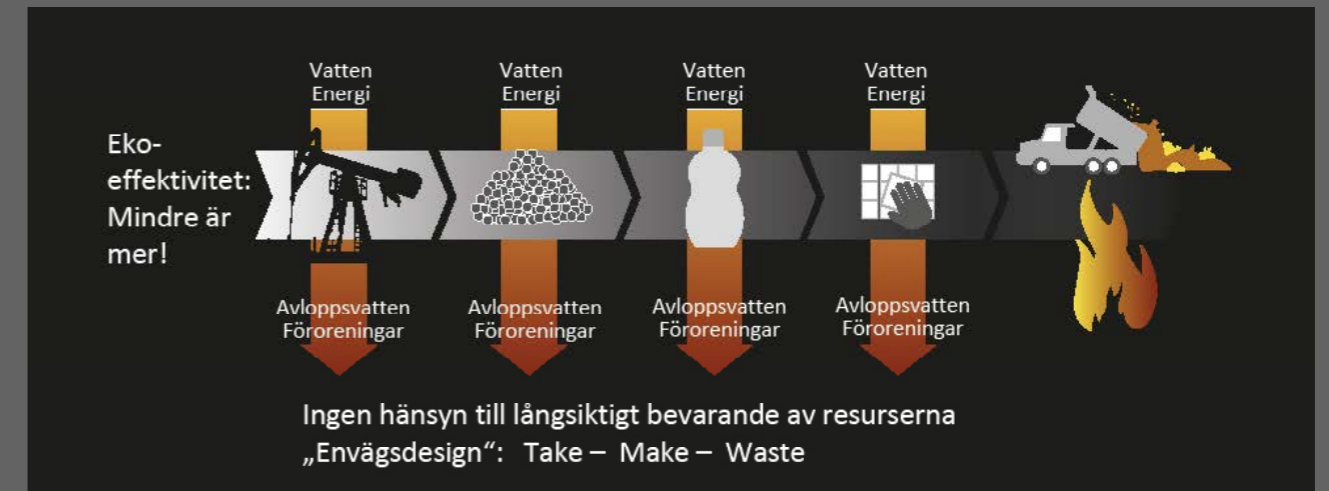 Vatten
Energi
Vatten
Energi
Vatten
Energi
Vatten
Energi
Eko-
effektivitet:
Mindre är
mer!
Avloppsvatten
Föroreningar
Avloppsvatten
Föroreningar
Avloppsvatten
Föroreningar
Avloppsvatten
Föroreningar
Ingen hänsyn till långsiktigt bevarande av resurserna
„Envägsdesign“: Take – Make – Waste